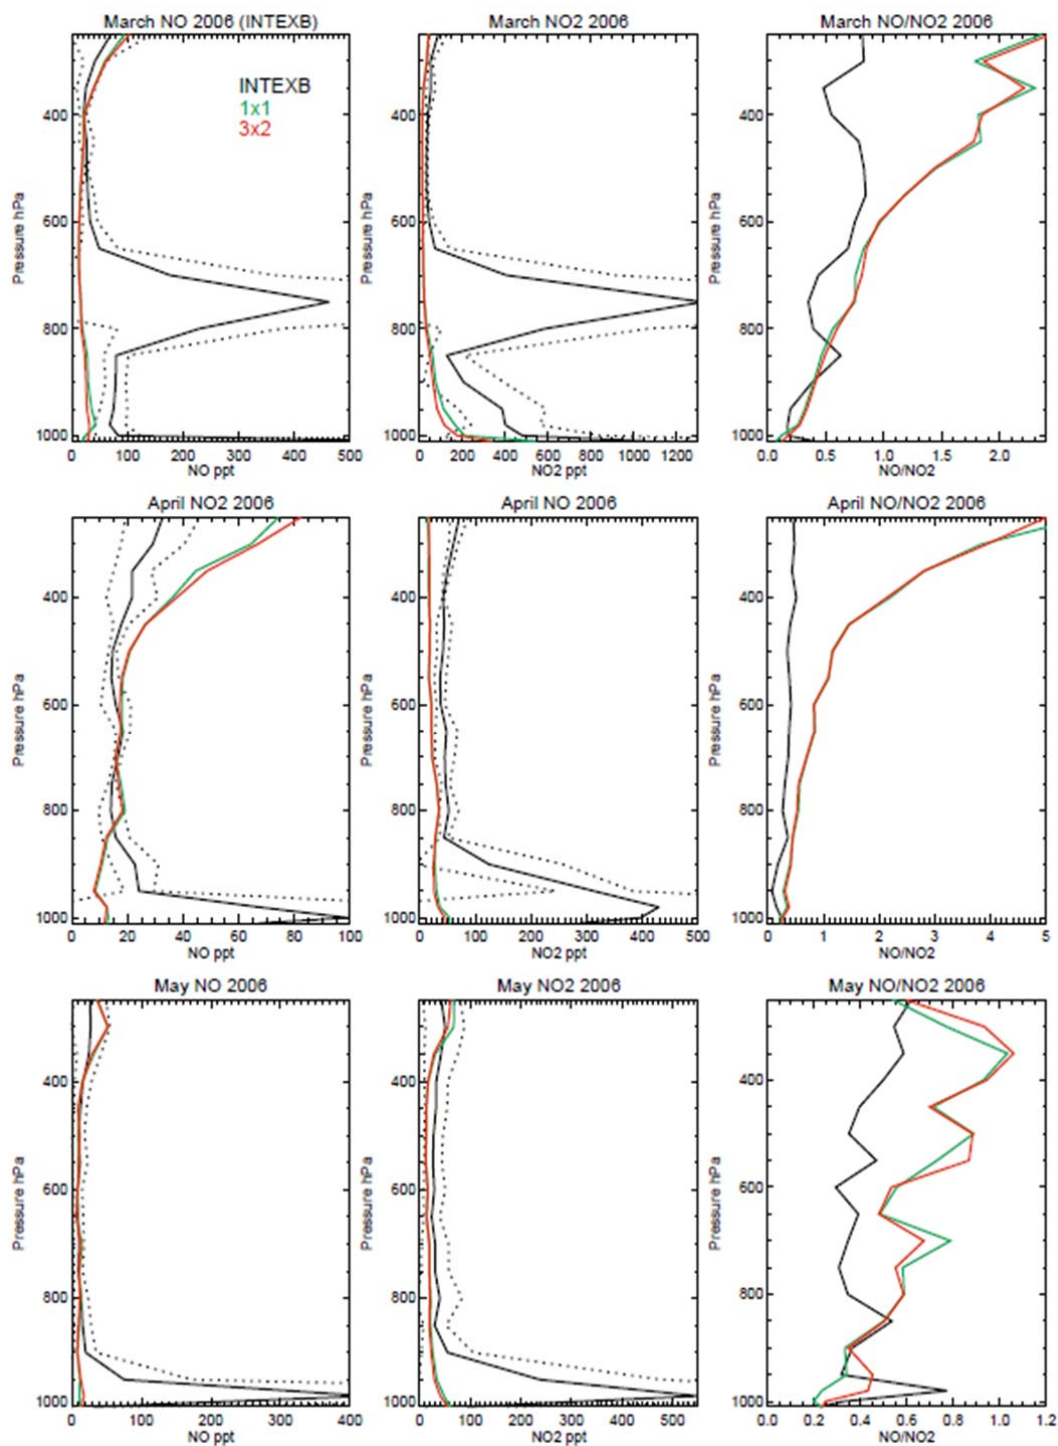 March NO 2006 (INTEXB)
March NO2 2006
March NO/NO2 2006
INTEXB
1x1
3x2
Pressure hPa
400
600
800
1000
0 100 200 300 400 500
NO ppt
Pressure hPa
400
600
800
1000
0 200 400 600 800 1000 1200
NO2 ppt
Pressure hPa
400
600
800
1000
0.0 0.5 1.0 1.5 2.0
NO/NO2
April NO2 2006
April NO 2006
April NO/NO2 2006
Pressure hPa
400
600
800
1000
0 20 40 60 80 100
NO ppt
Pressure hPa
400
600
800
1000
0 100 200 300 400 500
NO2 ppt
Pressure hPa
400
600
800
1000
0 1 2 3 4 5
NO/NO2
May NO 2006
May NO2 2006
May NO/NO2 2006
Pressure hPa
400
600
800
1000
0 100 200 300 400
NO ppt
Pressure hPa
400
600
800
1000
0 100 200 300 400 500
NO2 ppt
Pressure hPa
400
600
800
1000
0.0 0.2 0.4 0.6 0.8 1.0 1.2
NO/NO2